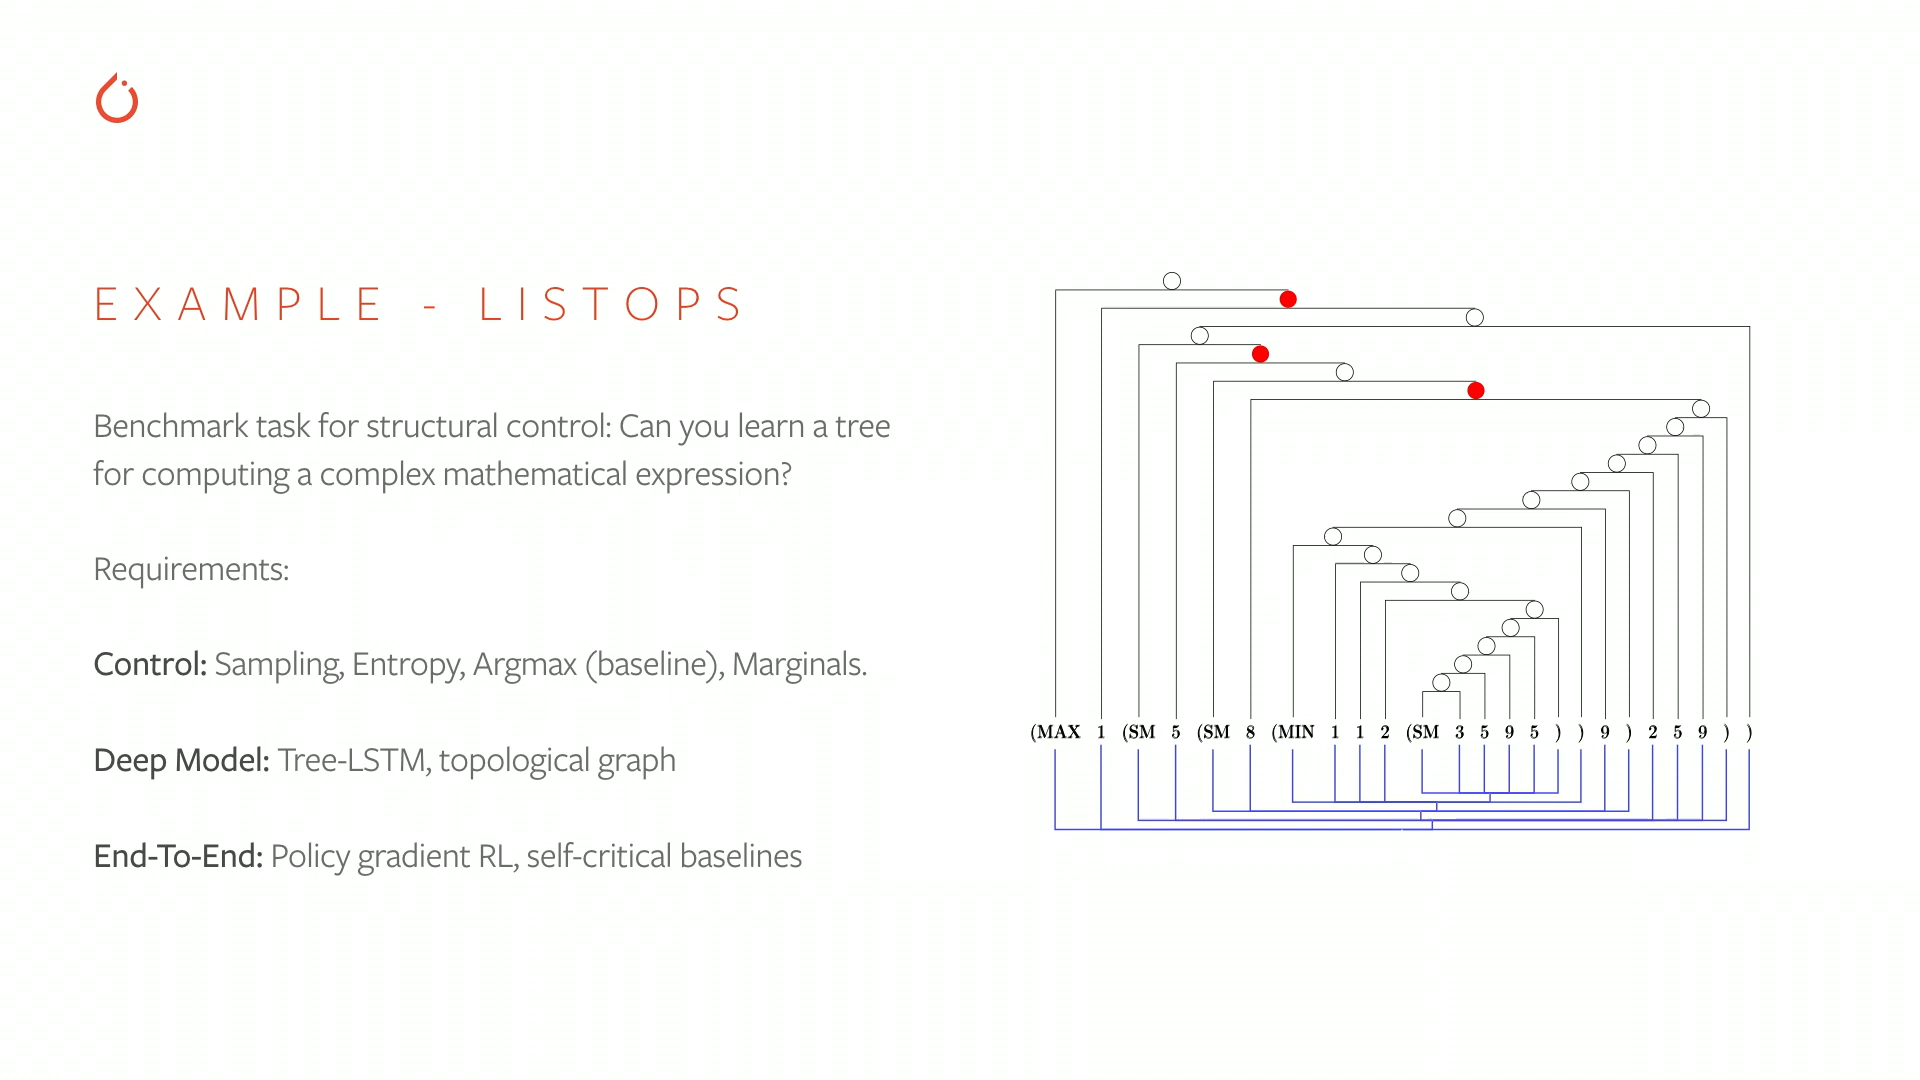 EXAMPLE - LISTOPS
Benchmark task for structural control: Can you learn a tree
for computing a complex mathematical expression?
Requirements:
Control: Sampling, Entropy, Argmax (baseline), Marginals.
Deep Model: Tree-LSTM, topological graph
End-To-End: Policy gradient RL, self-critical baselines
(MAX 1 (SM 5 (SM 8 (MIN 1 1 2 (SM 3 5 9 5 ) ) 9 ) 2 5 9 ) )